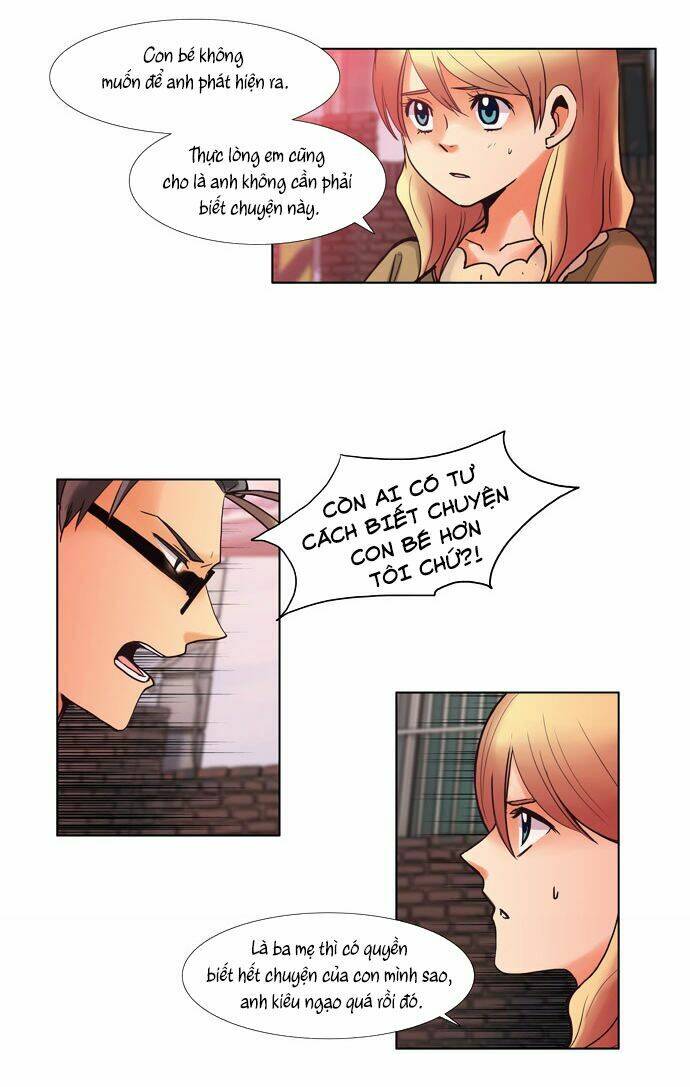 Con bé không
muốn để anh phát hiện ra.
Thực lòng em cũng
cho là anh không cần phải
biết chuyện này.
CÒN AI CÓ TƯ
CÁCH BIẾT CHUYỆN
CON BÉ HƠN
TÔI CHỨ?!
Là ba mẹ thì có quyền
biết hết chuyện của con mình sao,
anh kiêu ngạo quá rồi đó.